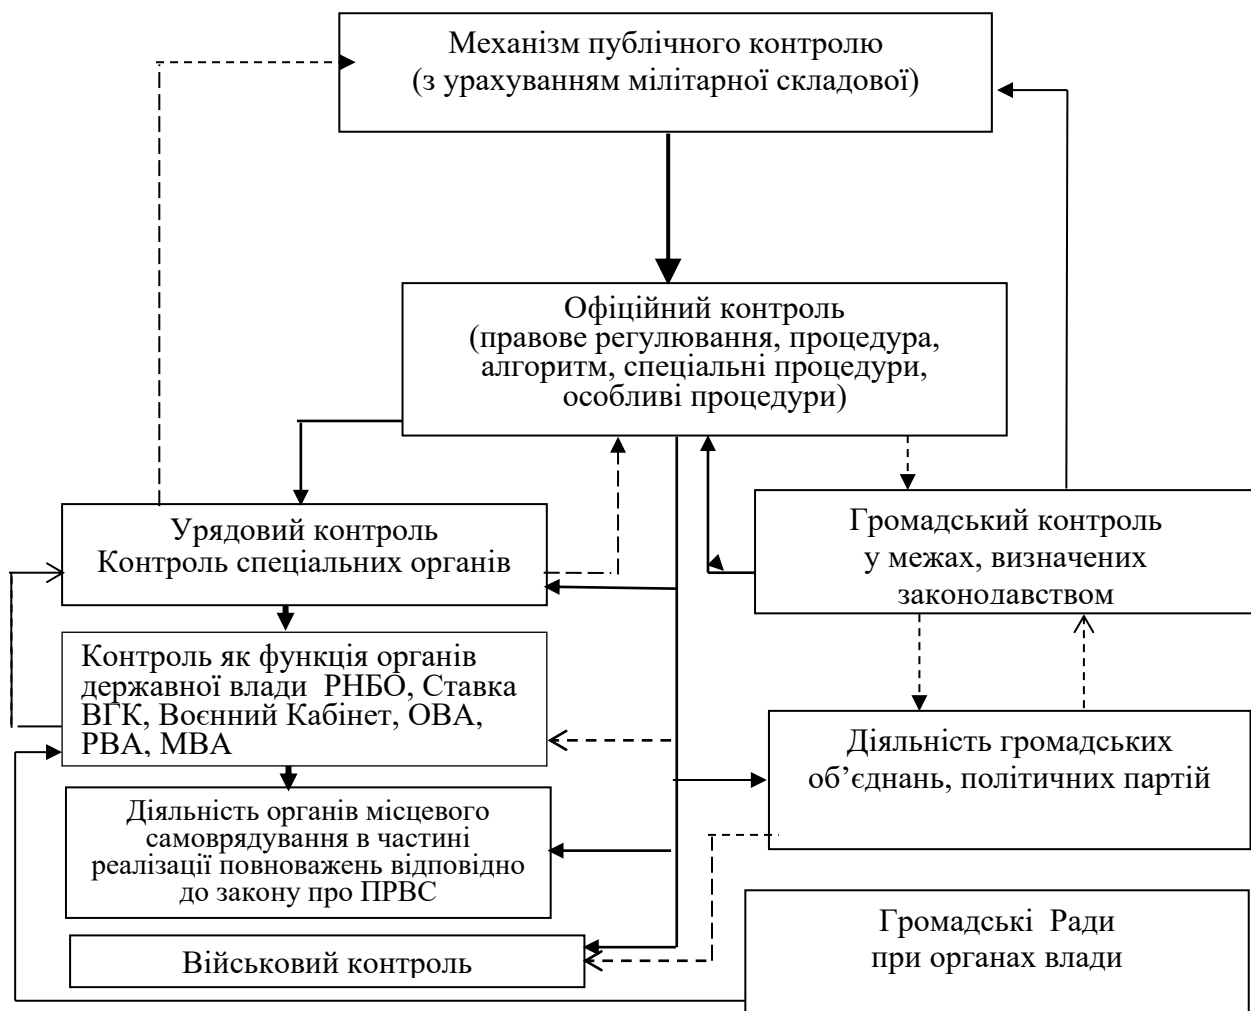 Механізм публічного контролю
(з урахуванням мілітарної складової)
Офіційний контроль
(правове регулювання, процедура,
алгоритм, спеціальні процедури,
особливі процедури)
Урядовий контроль
Контроль спеціальних органів
Громадський контроль
у межах, визначених
законодавством
Контроль як функція органів
державної влади РНБО, Ставка
ВГК, Воєнний Кабінет, ОВА,
РВА, МВА
Діяльність громадських
об’єднань, політичних партій
Діяльність органів місцевого
самоврядування в частині
реалізації повноважень відповідно
до закону про ПРВС
Громадські Ради
при органах влади
Військовий контроль